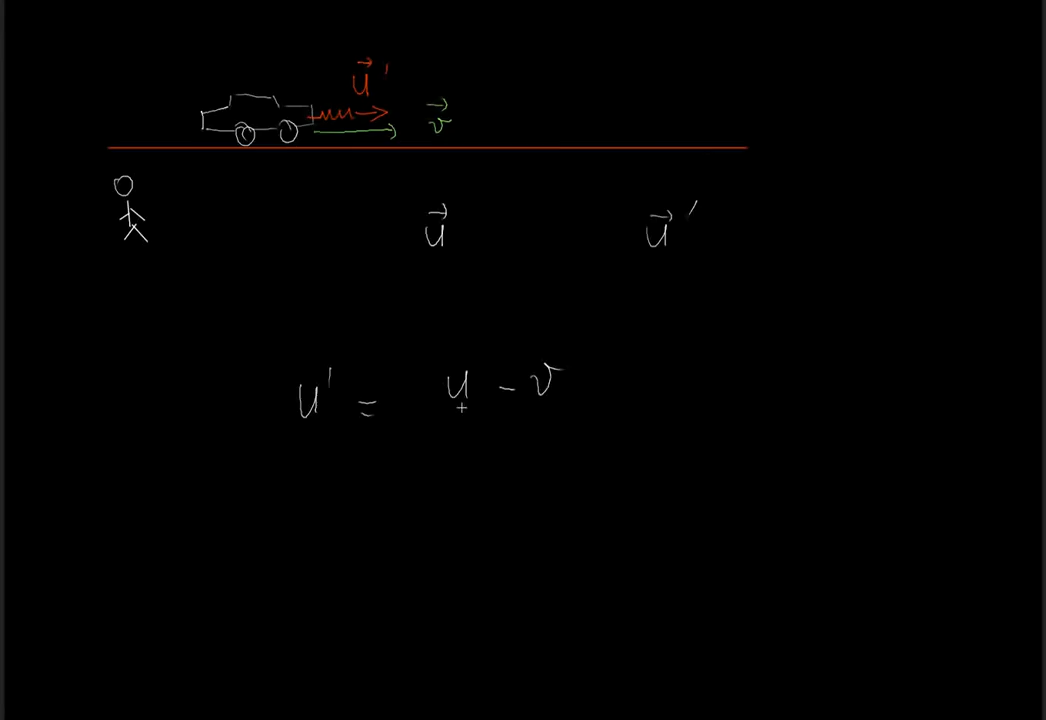 u⃗ '
v⃗
u⃗ u⃗ '
u' = u - v